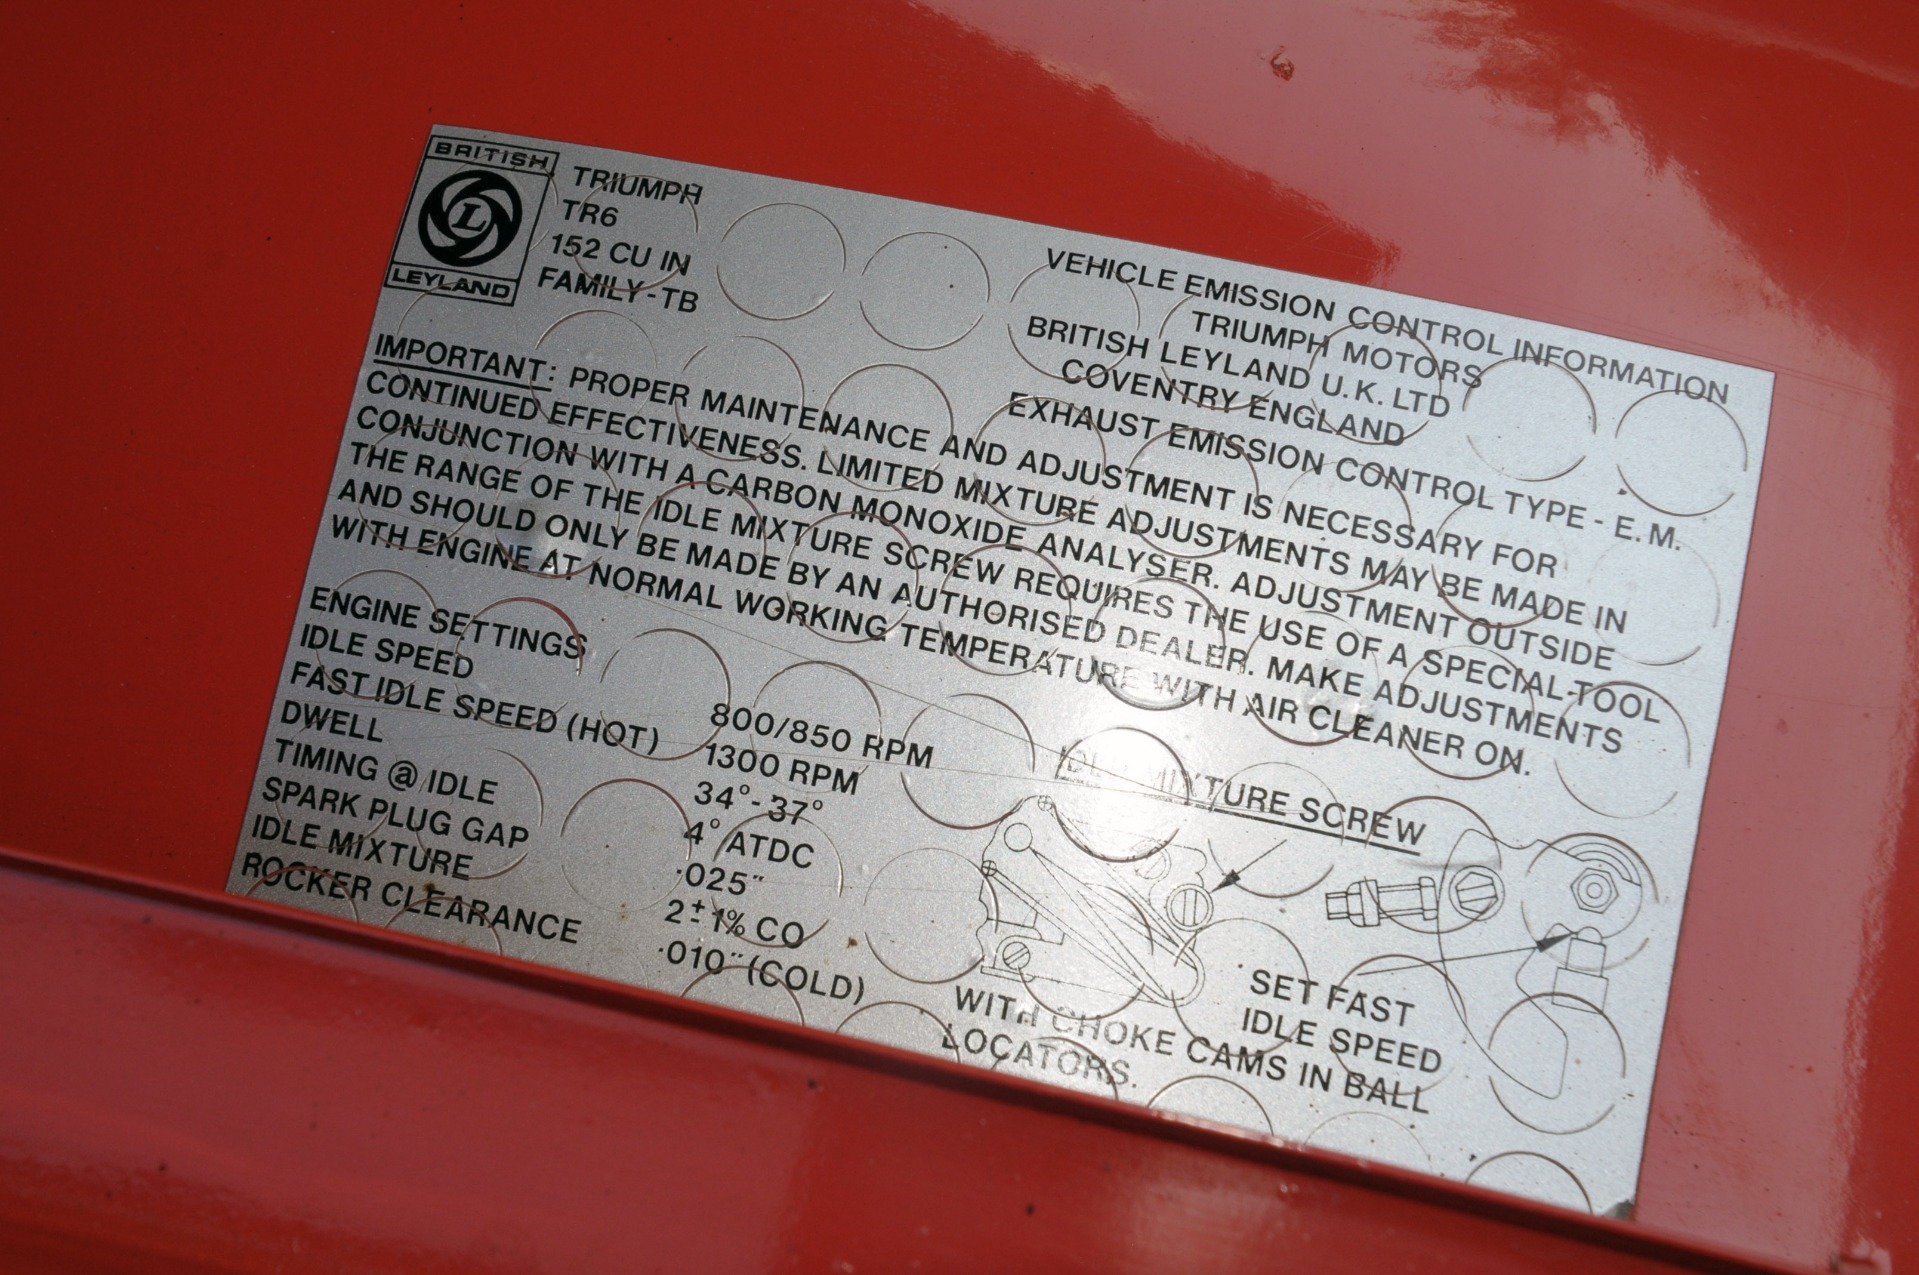 BRITISH
L
LEYLAND
TRIUMPH
TR6
152 CU IN
FAMILY-TB
VEHICLE EMISSION CONTROL INFORMATION
TRIUMPH MOTORS
BRITISH LEYLAND U.K. LTD
COVENTRY ENGLAND
EXHAUST EMISSION CONTROL TYPE - E.M.
IMPORTANT: PROPER MAINTENANCE AND ADJUSTMENT IS NECESSARY FOR
CONTINUED EFFECTIVENESS. LIMITED MIXTURE ADJUSTMENTS MAY BE MADE IN
CONJUNCTION WITH A CARBON MONOXIDE ANALYSER. ADJUSTMENT OUTSIDE
THE RANGE OF THE IDLE MIXTURE SCREW REQUIRES THE USE OF A SPECIAL-TOOL
AND SHOULD ONLY BE MADE BY AN AUTHORISED DEALER. MAKE ADJUSTMENTS
WITH ENGINE AT NORMAL WORKING TEMPERATURE WITH AIR CLEANER ON.
ENGINE SETTINGS
IDLE SPEED 800/850 RPM
FAST IDLE SPEED (HOT) 1300 RPM
DWELL 34°-37°
TIMING @ IDLE 4° ATDC
SPARK PLUG GAP .025"
IDLE MIXTURE 2±1% CO
ROCKER CLEARANCE .010" (COLD)
IDLE MIXTURE SCREW
SET FAST
IDLE SPEED
WITH CHOKE CAMS IN BALL
LOCATORS.